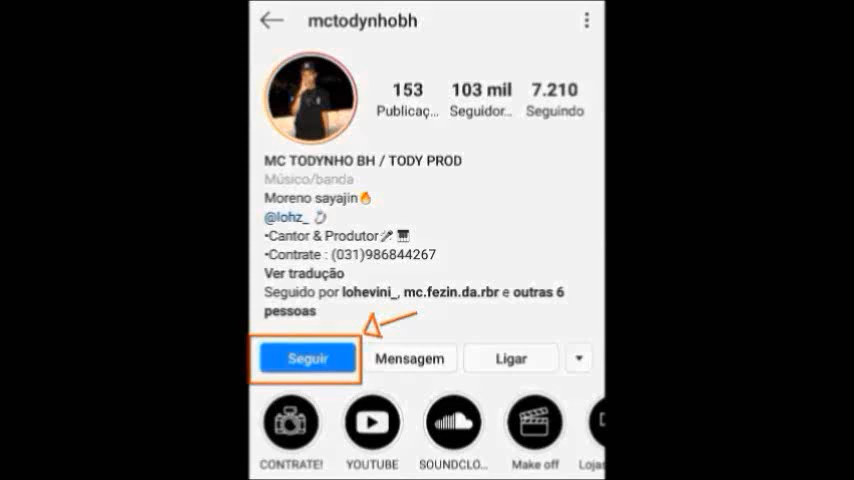 mctodynhobh
153 103 mil 7.210
Publicaç... Seguidor... Seguindo
MC TODYNHO BH / TODY PROD
Músico/banda
Moreno sayajin🔥
@lohz_ 💍
•Cantor & Produtor🎤 🎹
•Contrate : (031)986844267
Ver tradução
Seguido por lohevini_, mc.fezin.da.rbr e outras 6
pessoas
Seguir Mensagem Ligar
CONTRATE! YOUTUBE SOUNDCLO... Make off Lojas